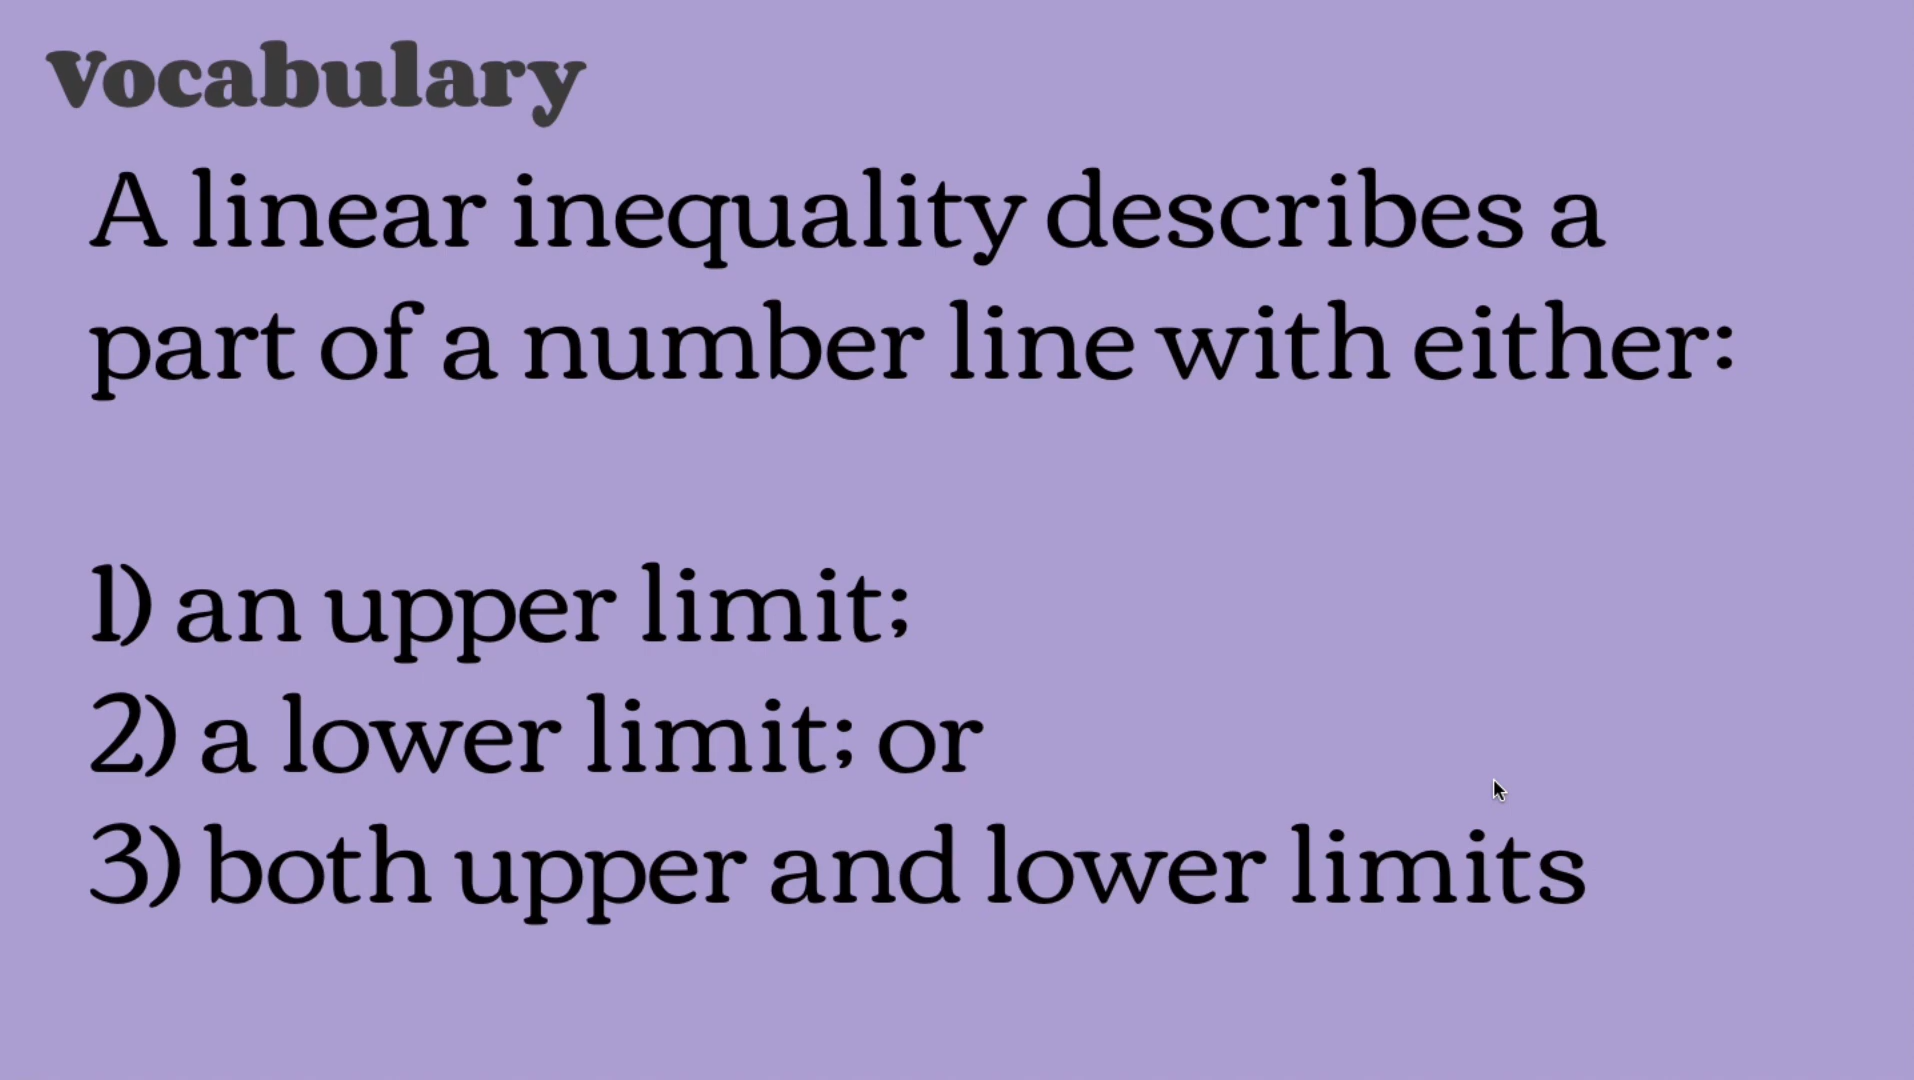 Vocabulary
A linear inequality describes a
part of a number line with either:
1) an upper limit;
2) a lower limit; or
3) both upper and lower limits